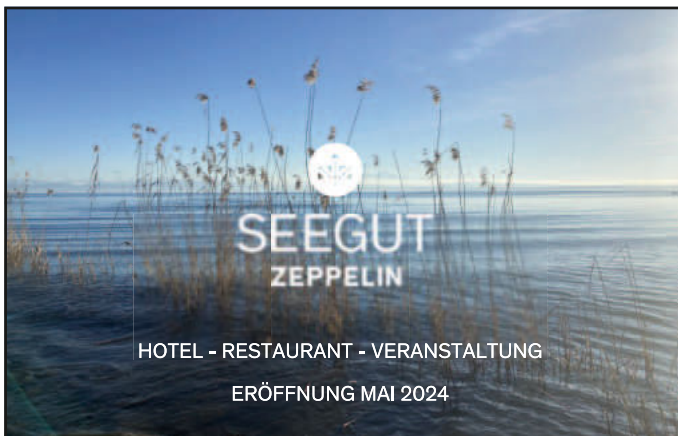 SEEGUT
ZEPPELIN
HOTEL - RESTAURANT - VERANSTALTUNG
ERÖFFNUNG MAI 2024